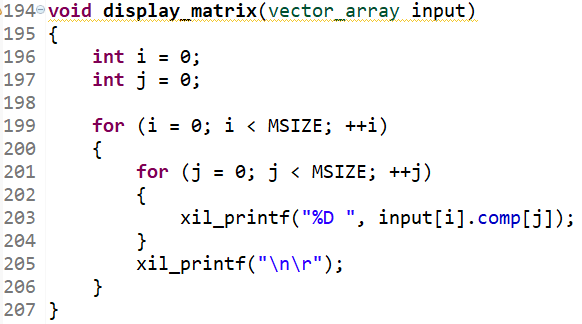 194 void display_matrix(vector_array input)
195 {
196     int i = 0;
197     int j = 0;
198
199     for (i = 0; i < MSIZE; ++i)
200     {
201         for (j = 0; j < MSIZE; ++j)
202         {
203             xil_printf("%D ", input[i].comp[j]);
204         }
205         xil_printf("\n\r");
206     }
207 }